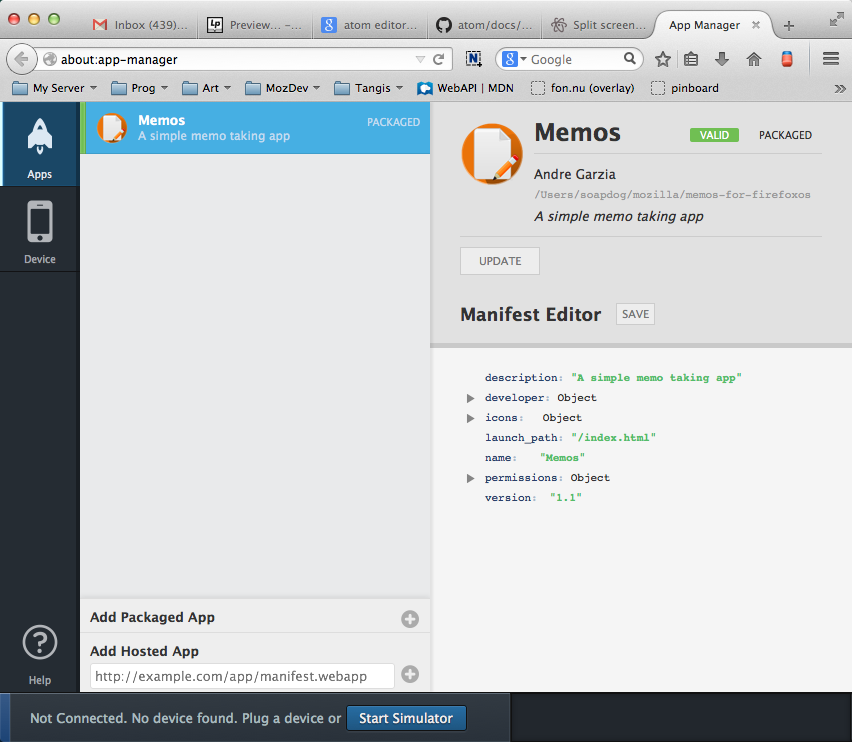 Inbox (439)...
Lp Preview... –...
8 atom editor...
atom/docs/...
Split screen...
App Manager
about:app-manager
N
8 Google
My Server
Prog
Art
MozDev
Tangis
WebAPI | MDN
fon.nu (overlay)
pinboard
Apps
Device
Help
Memos
PACKAGED
A simple memo taking app
Add Packaged App
Add Hosted App
http://example.com/app/manifest.webapp
Memos
VALID
PACKAGED
Andre Garzia
/Users/soapdog/mozilla/memos-for-firefoxos
A simple memo taking app
UPDATE
Manifest Editor
SAVE
description: "A simple memo taking app"
developer: Object
icons: Object
launch_path: "/index.html"
name: "Memos"
permissions: Object
version: "1.1"
Not Connected. No device found. Plug a device or Start Simulator